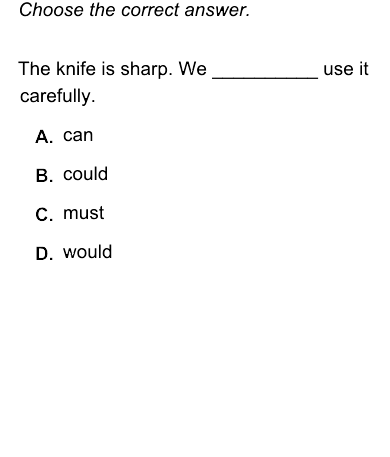 Choose the correct answer.
The knife is sharp. We __________ use it
carefully.
A. can
B. could
C. must
D. would